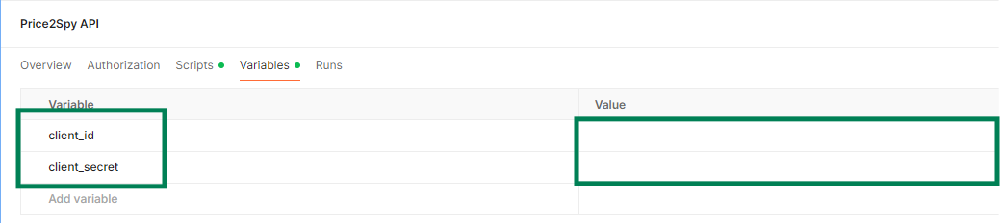 Price2Spy API
Overview Authorization Scripts Variables Runs
Variable Value
client_id
client_secret
Add variable